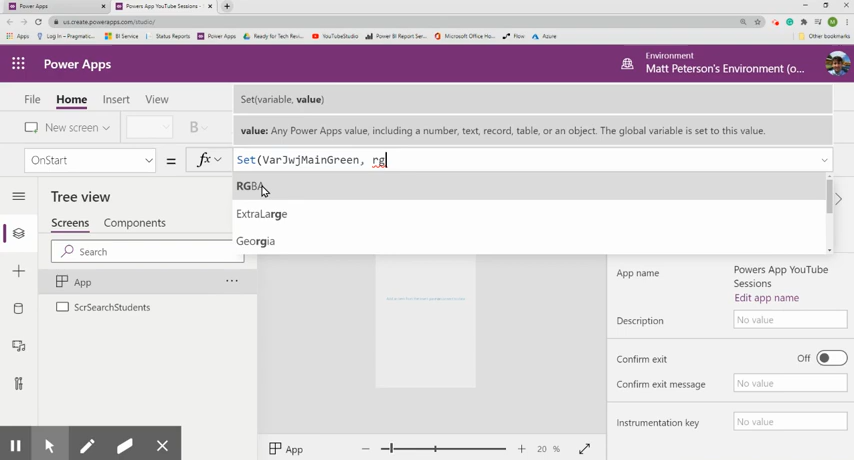 Power Apps
Powers App YouTube Sessions -
us.create.powerapps.com/studio/
Apps
Log In – Pragmatic...
BI Service
Status Reports
Power Apps
Ready for Tech Revi...
YouTubeStudio
Power BI Report Ser...
Microsoft Office Ho...
Flow
Azure
Other bookmarks
Power Apps
Environment
Matt Peterson's Environment (o...
File
Home
Insert
View
Set(variable, value)
New screen
B
value: Any Power Apps value, including a number, text, record, table, or an object. The global variable is set to this value.
OnStart
=
fx
Set(VarJwjMainGreen, rg
RGBA
ExtraLarge
Georgia
Tree view
Screens
Components
Search
App
...
ScrSearchStudents
App name
Powers App YouTube Sessions
Edit app name
Description
No value
Confirm exit
Off
Confirm exit message
No value
Instrumentation key
No value
App
20 %